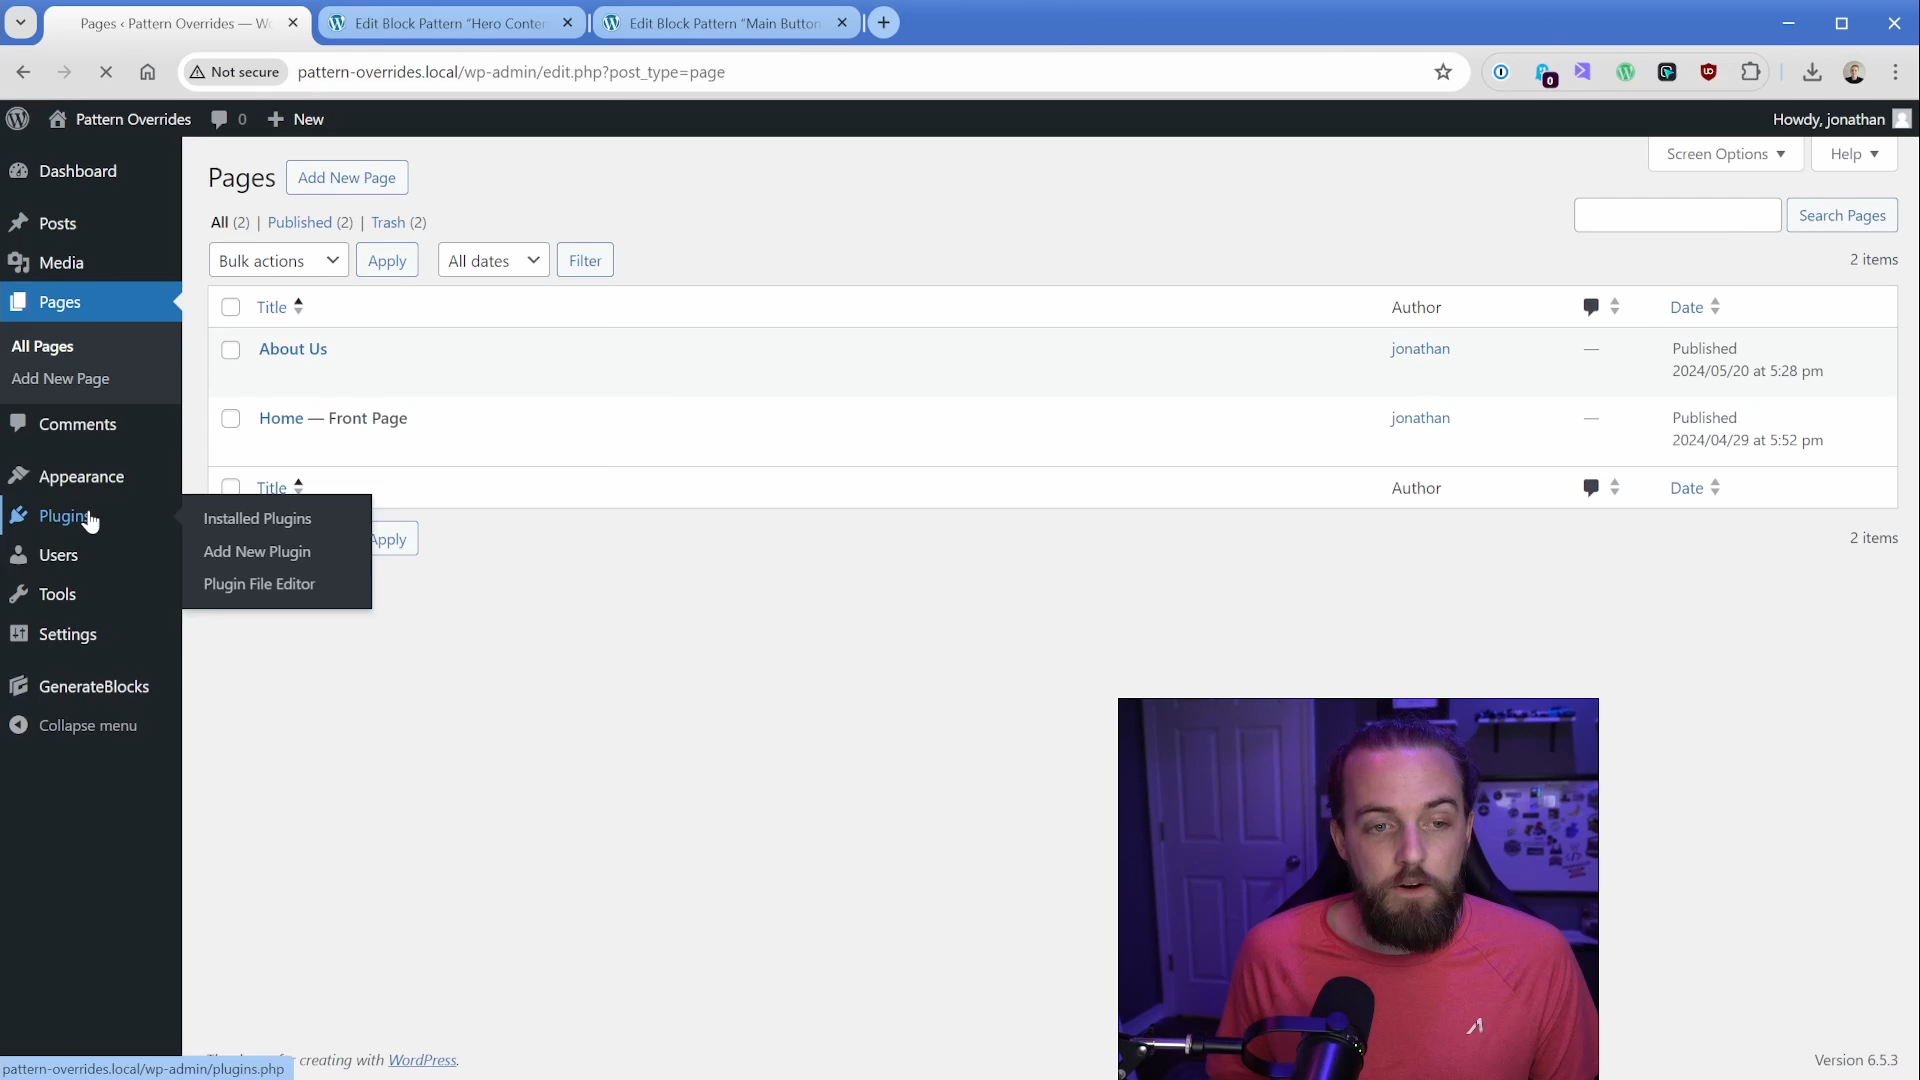 Pages ‹ Pattern Overrides — W
Edit Block Pattern "Hero Conten
Edit Block Pattern "Main Button
Not secure
pattern-overrides.local/wp-admin/edit.php?post_type=page
0
Pattern Overrides
0
New
Howdy, jonathan
Dashboard
Posts
Media
Pages
All Pages
Add New Page
Comments
Appearance
Plugins
Users
Tools
Settings
GenerateBlocks
Collapse menu
Installed Plugins
Add New Plugin
Plugin File Editor
Pages
Add New Page
Screen Options
Help
All (2) | Published (2) | Trash (2)
Search Pages
Bulk actions
Apply
All dates
Filter
2 items
Title
Author
Date
About Us
jonathan
—
Published
2024/05/20 at 5:28 pm
Home — Front Page
jonathan
—
Published
2024/04/29 at 5:52 pm
Title
Author
Date
Apply
2 items
creating with WordPress.
Version 6.5.3
pattern-overrides.local/wp-admin/plugins.php